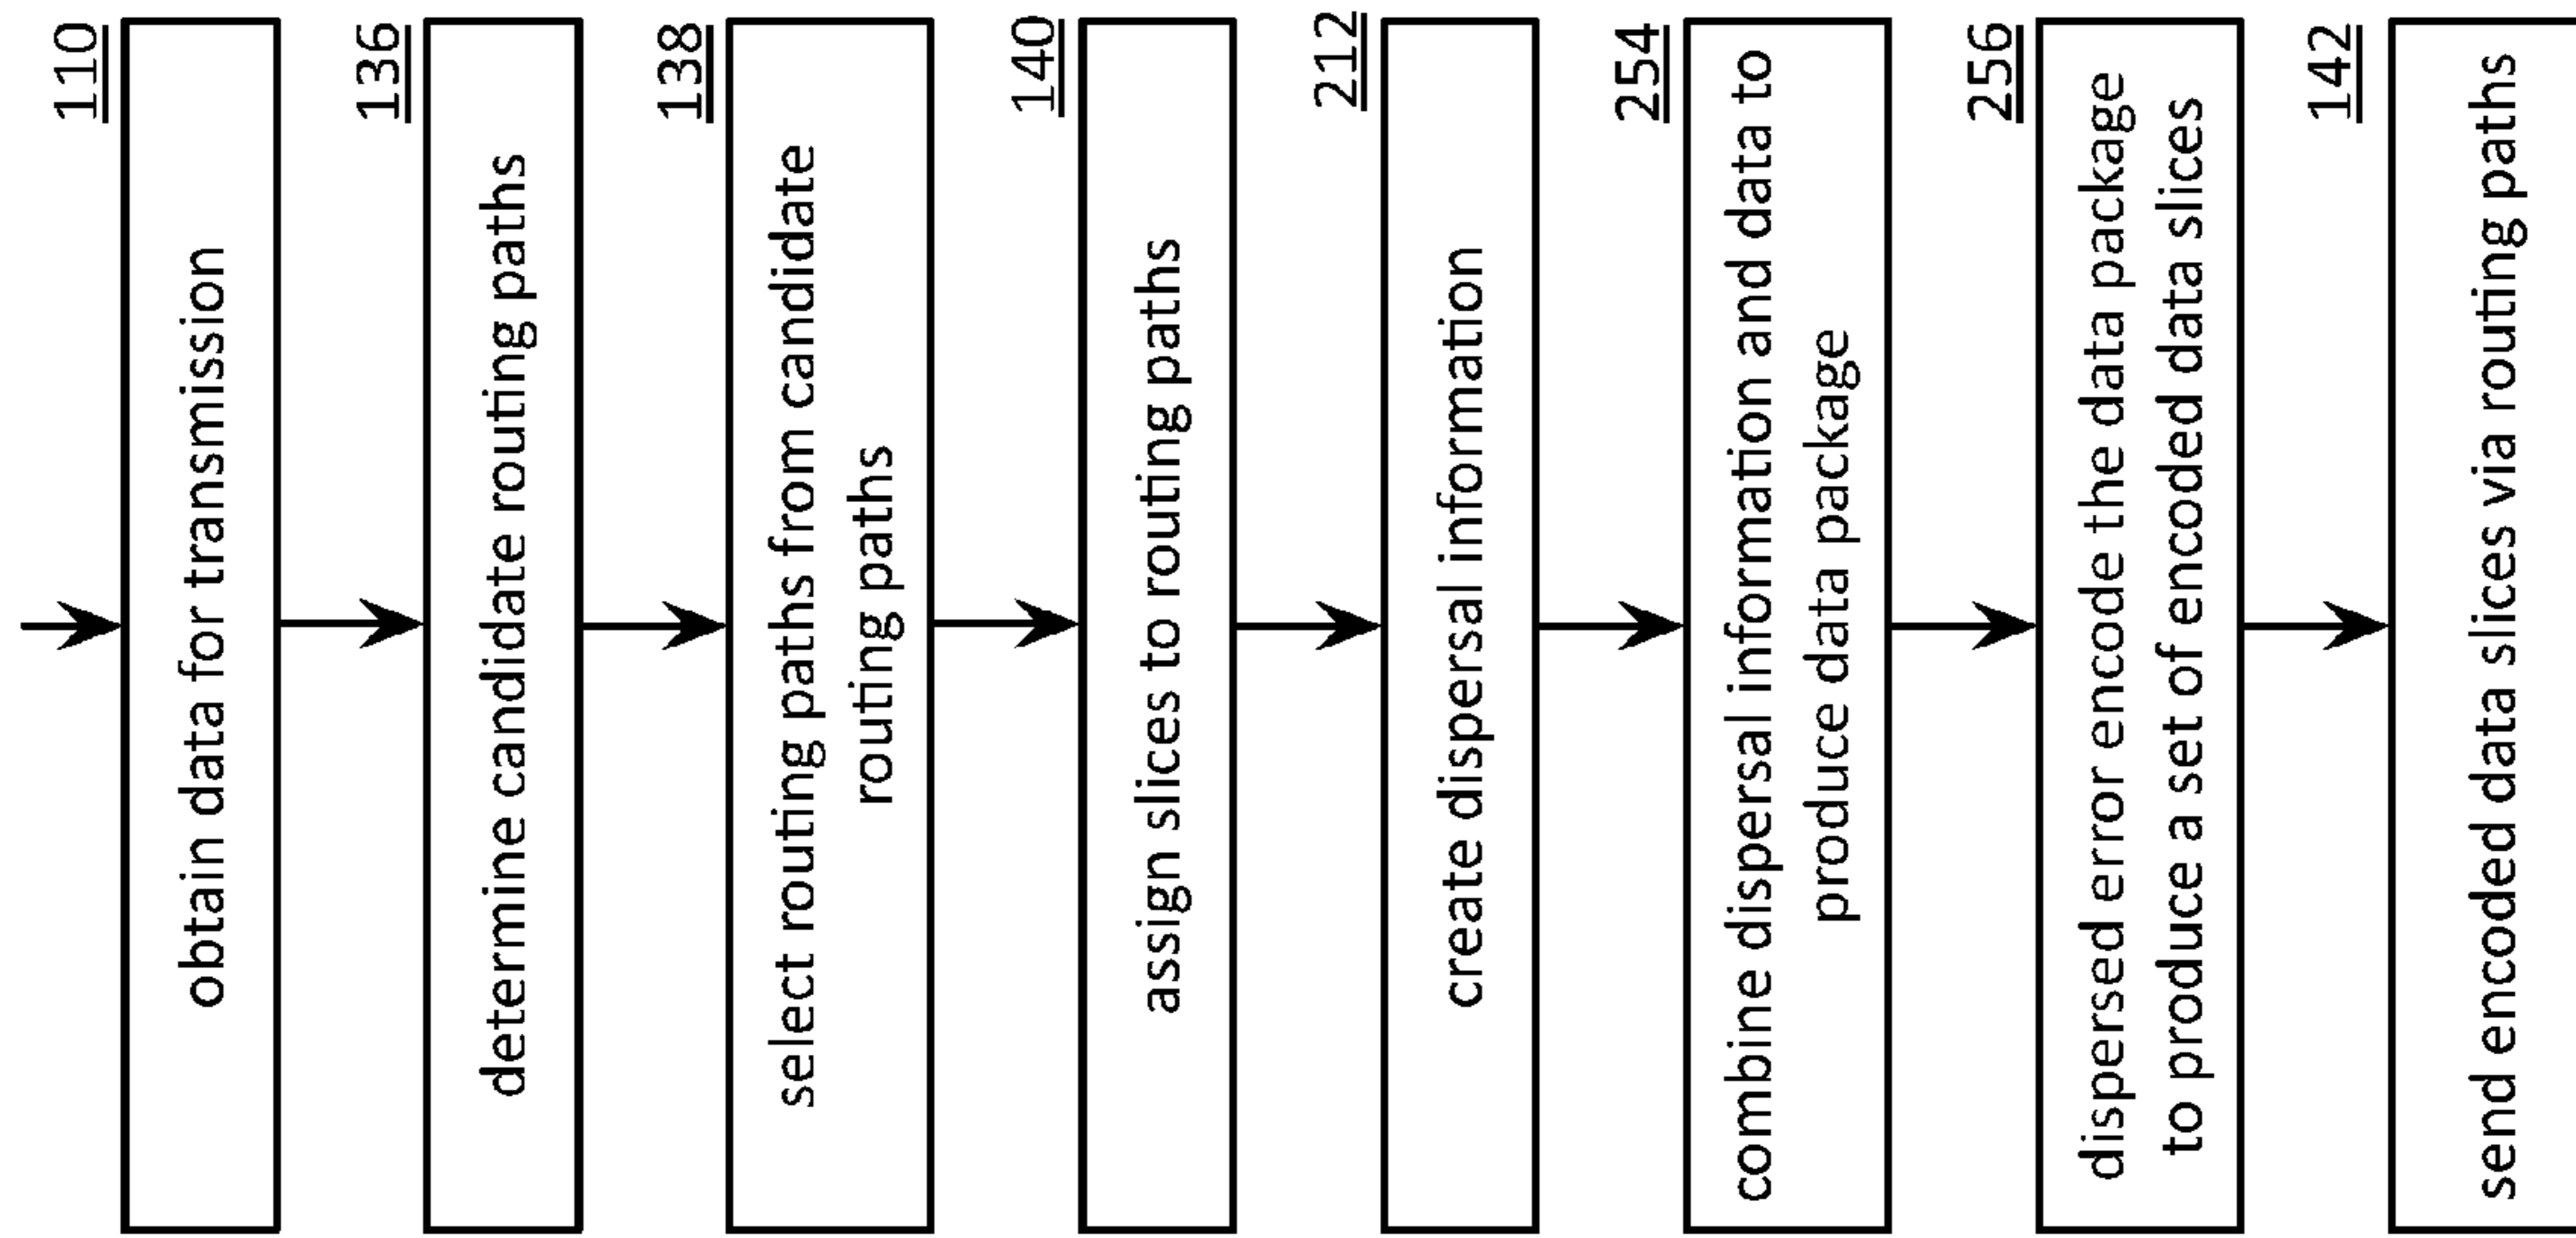 110
obtain data for transmission
136
determine candidate routing paths
138
select routing paths from candidate
routing paths
140
assign slices to routing paths
212
create dispersal information
254
combine dispersal information and data to
produce data package
256
dispersed error encode the data package
to produce a set of encoded data slices
142
send encoded data slices via routing paths